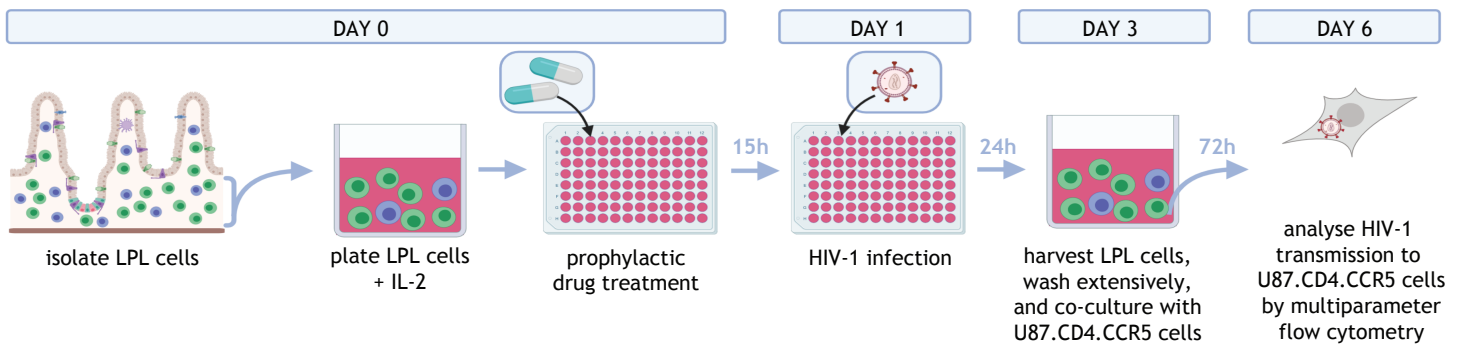 DAY 0
DAY 1
DAY 3
DAY 6
15h
24h
72h
isolate LPL cells
plate LPL cells
+ IL-2
prophylactic
drug treatment
HIV-1 infection
harvest LPL cells,
wash extensively,
and co-culture with
U87.CD4.CCR5 cells
analyse HIV-1
transmission to
U87.CD4.CCR5 cells
by multiparameter
flow cytometry